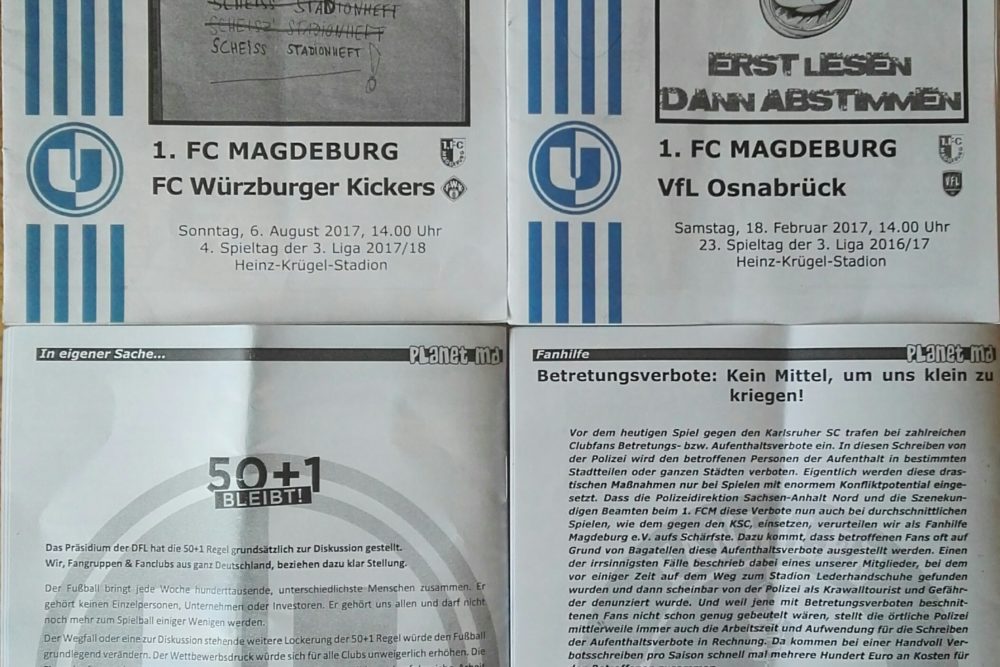 SCHEISS STADIONHEFT
SCHEISZ STADIONHEFT
SCHEISS STADIONHEFT!
1. FC MAGDEBURG
FC Würzburger Kickers
Sonntag, 6. August 2017, 14.00 Uhr
4. Spieltag der 3. Liga 2017/18
Heinz-Krügel-Stadion
ERST LESEN
DANN ABSTIMMEN
1. FC MAGDEBURG
VfL Osnabrück
Samstag, 18. Februar 2017, 14.00 Uhr
23. Spieltag der 3. Liga 2016/17
Heinz-Krügel-Stadion
In eigener Sache... PLanet MD
50+1
BLEIBT!
Das Präsidium der DFL hat die 50+1 Regel grundsätzlich zur Diskussion gestellt.
Wir, Fangruppen & Fanclubs aus ganz Deutschland, beziehen dazu klar Stellung.
Der Fußball bringt jede Woche hunderttausende, unterschiedlichste Menschen zusammen. Er
gehört keinen Einzelpersonen, Unternehmen oder Investoren. Er gehört uns allen und darf nicht
noch mehr zum Spielball einiger Wenigen werden.
Der Wegfall oder eine zur Diskussion stehende weitere Lockerung der 50+1 Regel würde den Fußball
grundlegend verändern. Der Wettbewerbsdruck würde sich für alle Clubs unweigerlich erhöhen. Die
Fanhilfe PLanet MD
Betretungsverbote: Kein Mittel, um uns klein zu
kriegen!
Vor dem heutigen Spiel gegen den Karlsruher SC trafen bei zahlreichen
Clubfans Betretungs- bzw. Aufenthaltsverbote ein. In diesen Schreiben von
der Polizei wird den betroffenen Personen der Aufenthalt in bestimmten
Stadtteilen oder ganzen Städten verboten. Eigentlich werden diese dras-
tischen Maßnahmen nur bei Spielen mit enormem Konfliktpotential einge-
setzt. Dass die Polizeidirektion Sachsen-Anhalt Nord und die Szenekun-
digen Beamten beim 1. FCM diese Verbote nun auch bei durchschnittlichen
Spielen, wie dem gegen den KSC, einsetzen, verurteilen wir als Fanhilfe
Magdeburg e.V. aufs Schärfste. Dazu kommt, dass betroffenen Fans oft auf
Grund von Bagatellen diese Aufenthaltsverbote ausgestellt werden. Einen
der irrsinnigsten Fälle beschrieb dabei eines unserer Mitglieder, bei dem
vor einiger Zeit auf dem Weg zum Stadion Lederhandschuhe gefunden
wurden und dann scheinbar von der Polizei als Krawalltourist und Gefähr-
der denunziert wurde. Und weil jene mit Betretungsverboten beschnit-
tenen Fans nicht schon genug gebeutelt wären, stellt die örtliche Polizei
mittlerweile immer auch die Arbeitszeit und Aufwendung für die Schreiben
der Aufenthaltsverbote in Rechnung. Da kommen bei einer Handvoll Ver-
botsschreiben pro Saison schnell mal mehrere Hundert Euro an Kosten für